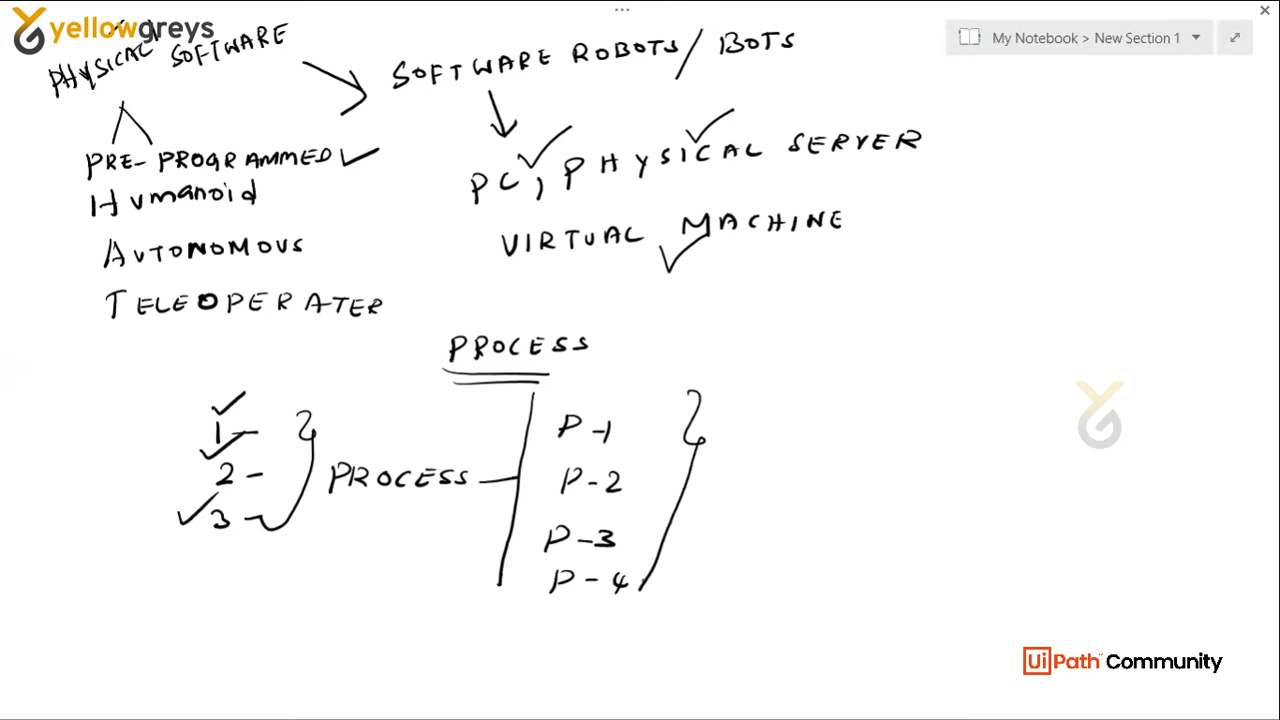 yellowgreys
My Notebook > New Section 1
PHYSICAL SOFTWARE
SOFTWARE ROBOTS / BOTS
PRE-PROGRAMMED
Humanoid
AUTONOMOUS
TELEOPERATER
PC, PHYSICAL SERVER
VIRTUAL MACHINE
PROCESS
1 -
2 -
3 -
PROCESS
P-1
P-2
P-3
P-4
UiPath Community